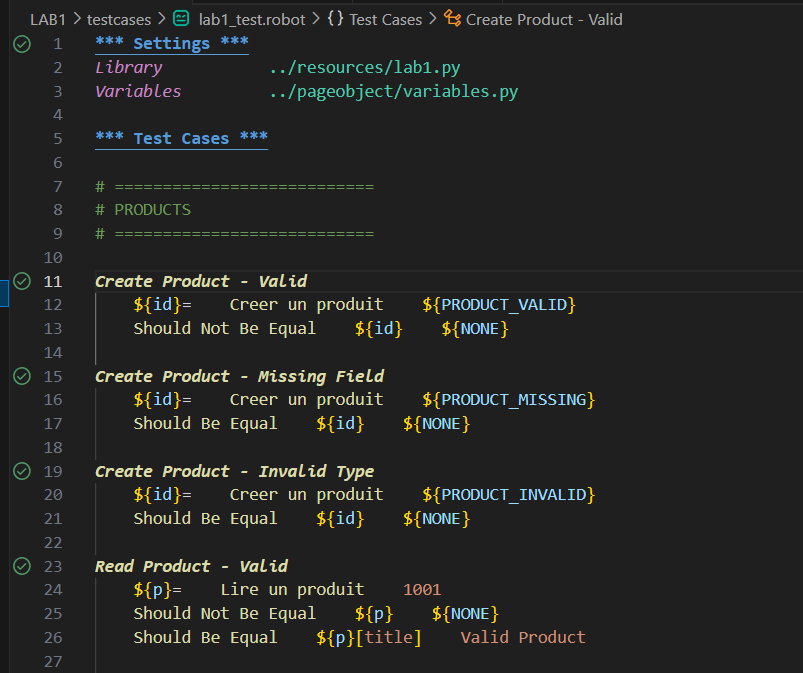 LAB1 > testcases > lab1_test.robot > {} Test Cases > Create Product - Valid
1 *** Settings ***
2 Library ../resources/lab1.py
3 Variables ../pageobject/variables.py
4
5 *** Test Cases ***
6
7 # ===========================
8 # PRODUCTS
9 # ===========================
10
11 Create Product - Valid
12 ${id}= Creer un produit ${PRODUCT_VALID}
13 Should Not Be Equal ${id} ${NONE}
14
15 Create Product - Missing Field
16 ${id}= Creer un produit ${PRODUCT_MISSING}
17 Should Be Equal ${id} ${NONE}
18
19 Create Product - Invalid Type
20 ${id}= Creer un produit ${PRODUCT_INVALID}
21 Should Be Equal ${id} ${NONE}
22
23 Read Product - Valid
24 ${p}= Lire un produit 1001
25 Should Not Be Equal ${p} ${NONE}
26 Should Be Equal ${p}[title] Valid Product
27